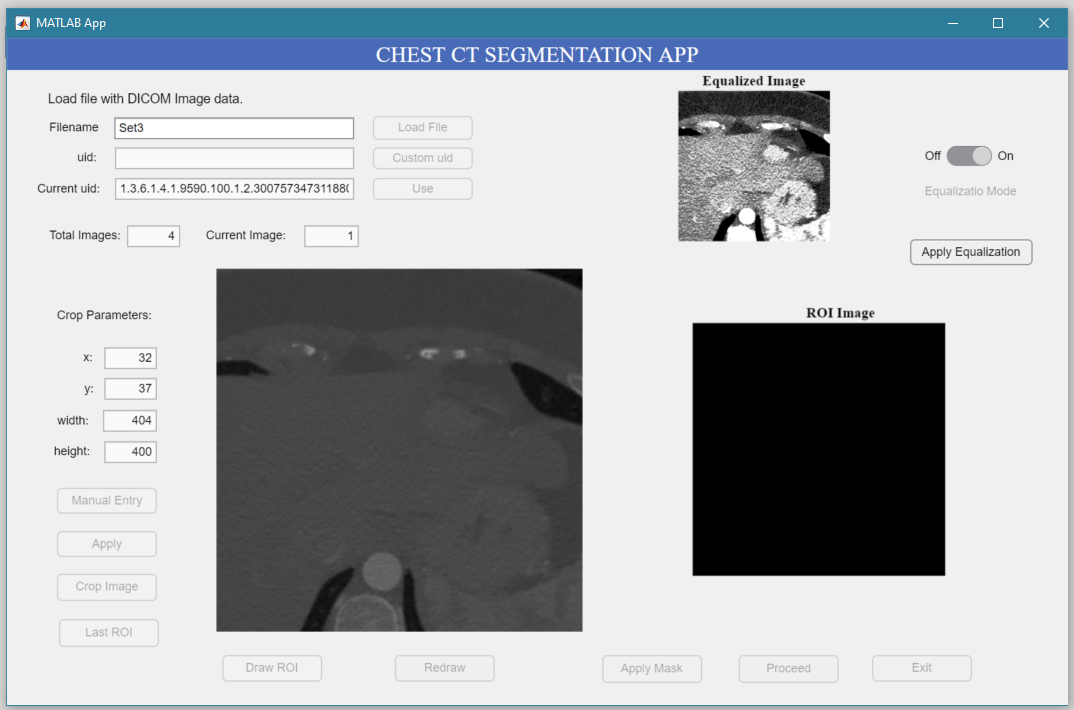 MATLAB App
CHEST CT SEGMENTATION APP
Load file with DICOM Image data.
Filename Set3 Load File
uid: Custom uid
Current uid: 1.3.6.1.4.1.9590.100.1.2.300757347311880 Use
Total Images: 4 Current Image: 1
Equalized Image
Off On
Equalizatio Mode
Apply Equalization
Crop Parameters:
x: 32
y: 37
width: 404
height: 400
Manual Entry
Apply
Crop Image
Last ROI
ROI Image
Draw ROI Redraw Apply Mask Proceed Exit